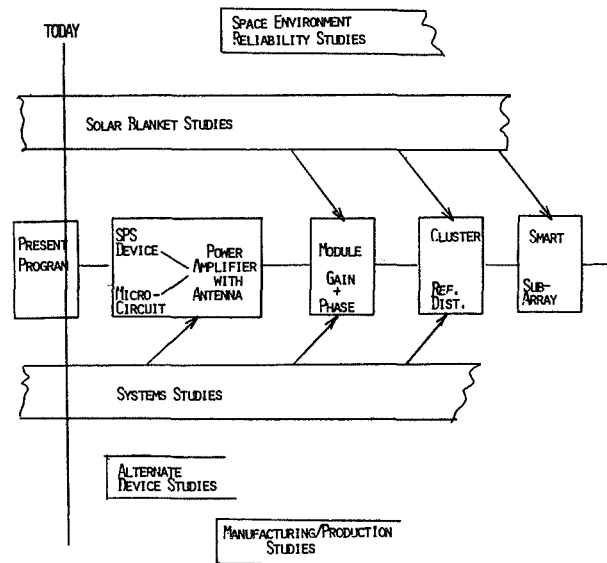 SPACE ENVIRONMENT
RELIABILITY STUDIES
TODAY
SOLAR BLANKET STUDIES
PRESENT
PROGRAM
SPS
DEVICE
MICRO-
CIRCUIT
POWER
AMPLIFIER
WITH
ANTENNA
MODULE
GAIN
+
PHASE
CLUSTER
REF.
DIST.
SMART
SUB-
ARRAY
SYSTEMS STUDIES
ALTERNATE
DEVICE STUDIES
MANUFACTURING/PRODUCTION
STUDIES